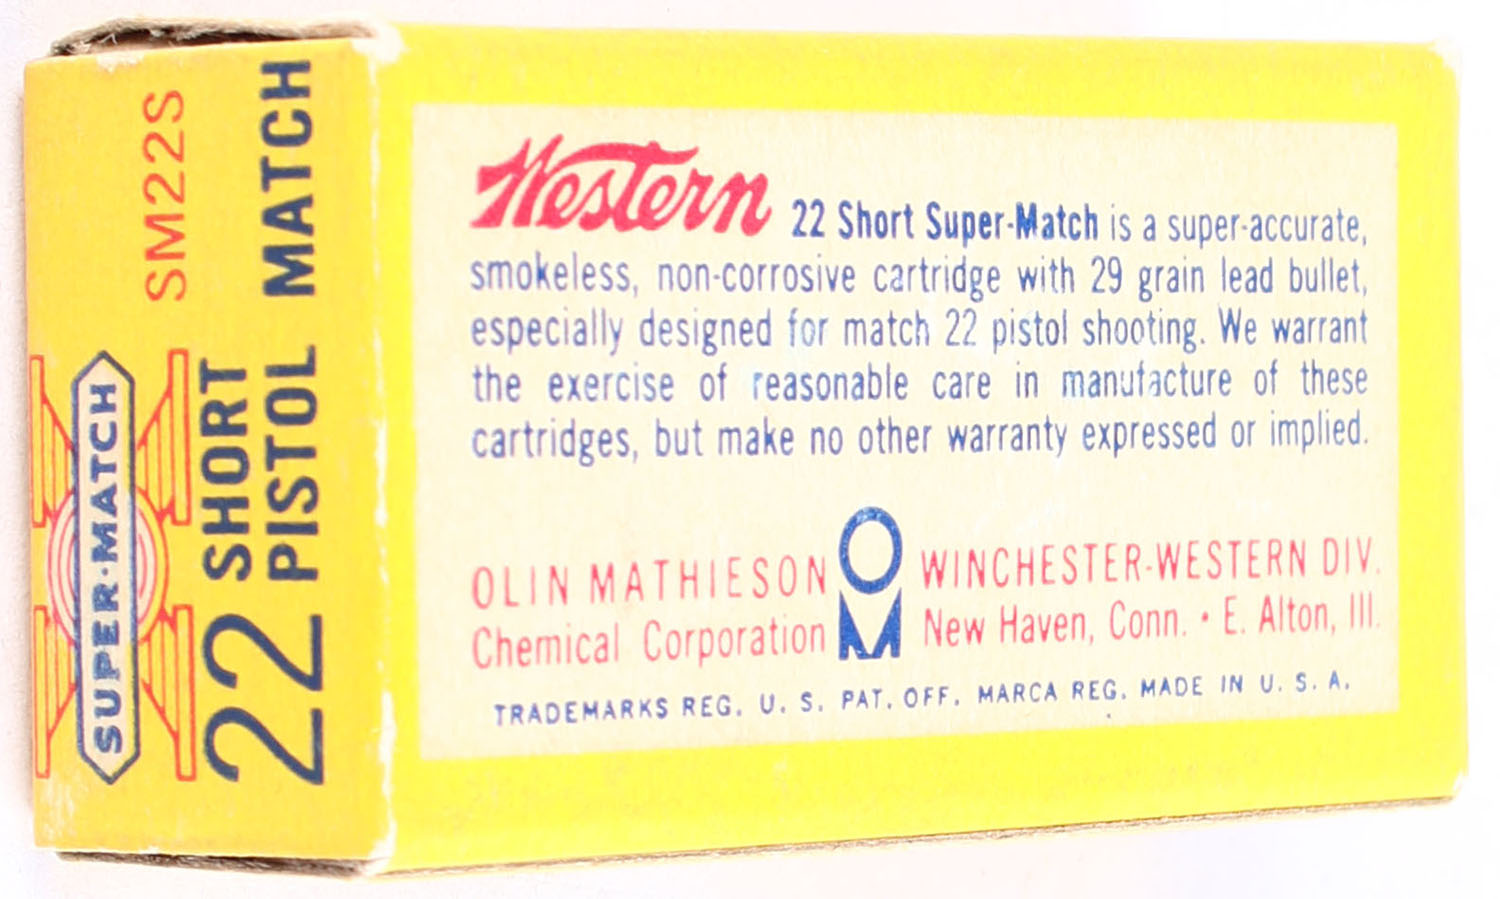 SUPER·MATCH
SM22S
22 SHORT
PISTOL MATCH
Western 22 Short Super-Match is a super-accurate,
smokeless, non-corrosive cartridge with 29 grain lead bullet,
especially designed for match 22 pistol shooting. We warrant
the exercise of reasonable care in manufacture of these
cartridges, but make no other warranty expressed or implied.
OLIN MATHIESON
Chemical Corporation
OM
WINCHESTER-WESTERN DIV.
New Haven, Conn. • E. Alton, Ill.
TRADEMARKS REG. U. S. PAT. OFF. MARCA REG. MADE IN U. S. A.